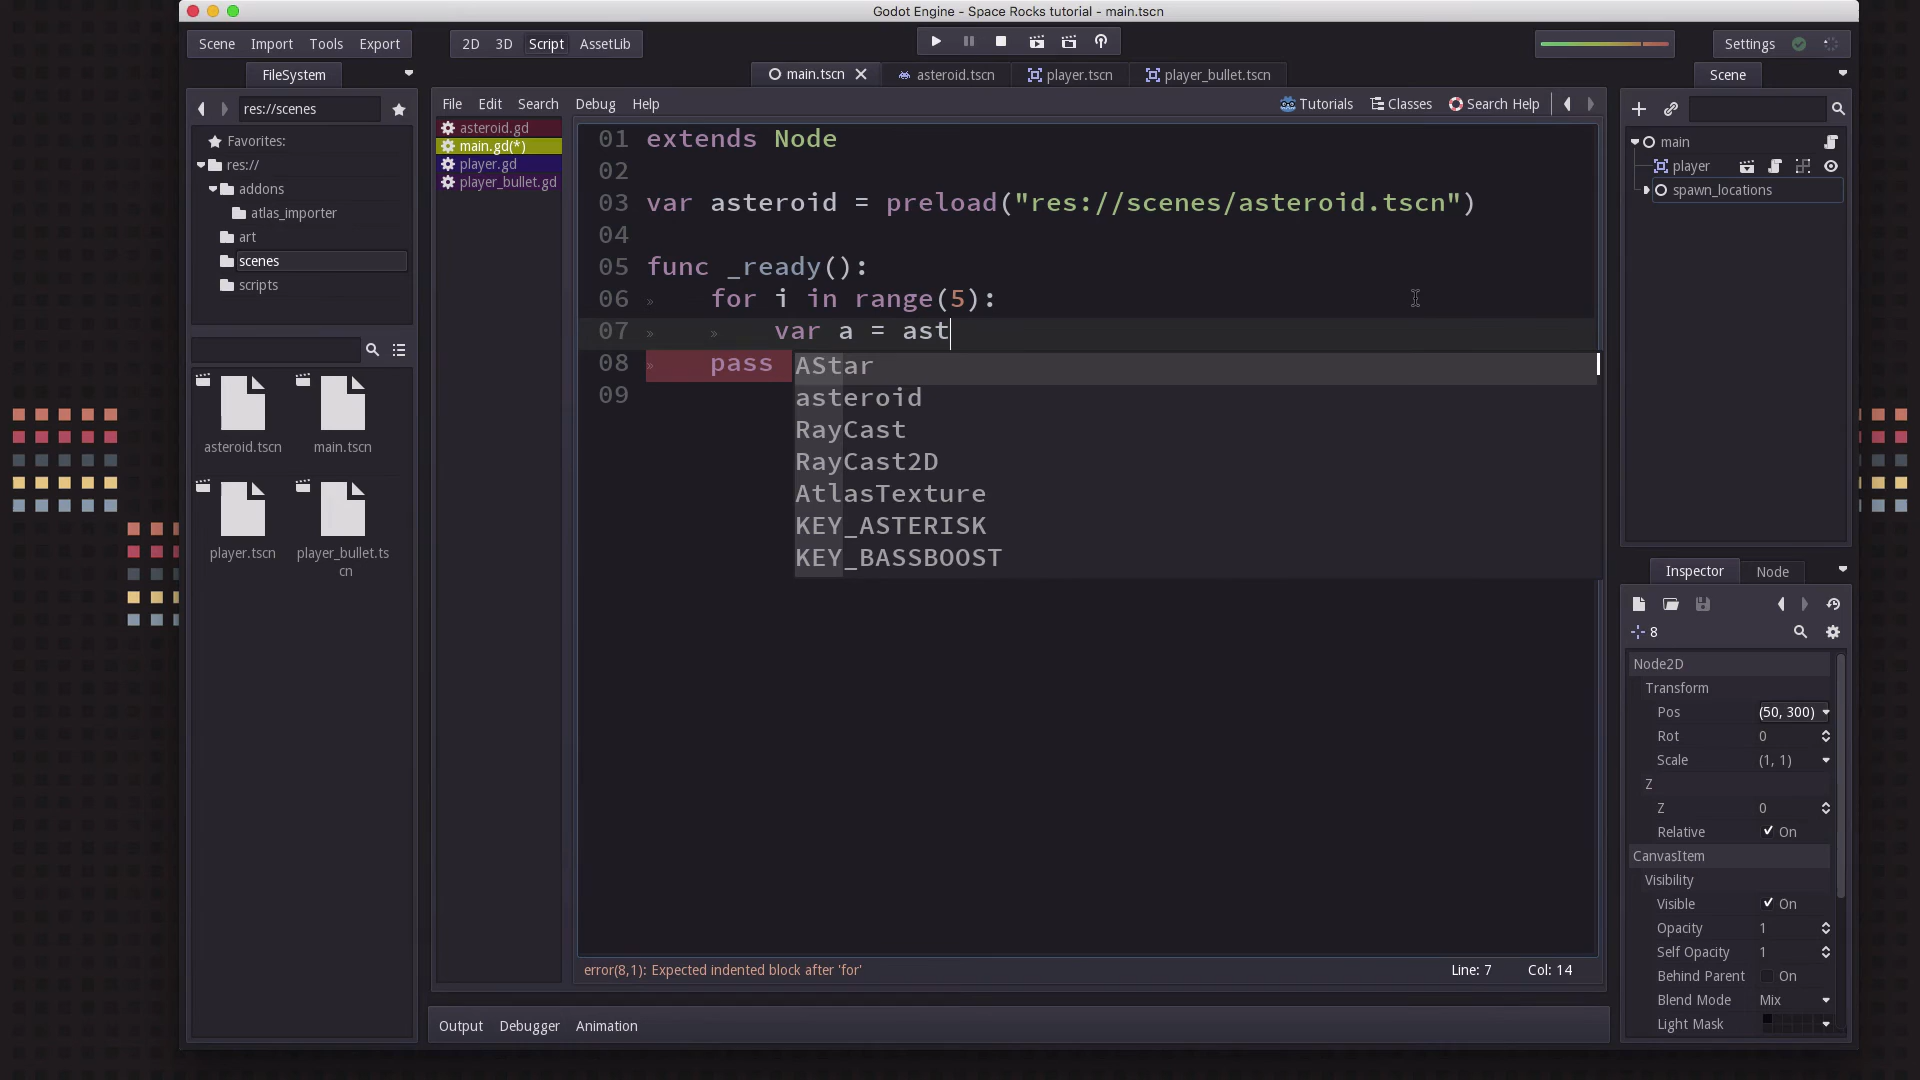 Godot Engine - Space Rocks tutorial - main.tscn
Scene Import Tools Export
2D 3D Script AssetLib
Settings
FileSystem
main.tscn
asteroid.tscn
player.tscn
player_bullet.tscn
Scene
res://scenes
File Edit Search Debug Help
Tutorials Classes Search Help
Favorites:
res://
addons
atlas_importer
art
scenes
scripts
asteroid.tscn
main.tscn
player.tscn
player_bullet.ts
cn
asteroid.gd
main.gd(*)
player.gd
player_bullet.gd
01 extends Node
02
03 var asteroid = preload("res://scenes/asteroid.tscn")
04
05 func _ready():
06 » for i in range(5):
07 » » var a = ast
08 » pass
09
AStar
asteroid
RayCast
RayCast2D
AtlasTexture
KEY_ASTERISK
KEY_BASSBOOST
error(8,1): Expected indented block after 'for'
Line: 7 Col: 14
Output Debugger Animation
main
player
spawn_locations
Inspector Node
8
Node2D
Transform
Pos (50, 300)
Rot 0
Scale (1, 1)
Z
Z 0
Relative On
CanvasItem
Visibility
Visible On
Opacity 1
Self Opacity 1
Behind Parent On
Blend Mode Mix
Light Mask